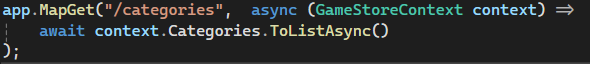 app.MapGet("/categories",  async (GameStoreContext context) =>
    await context.Categories.ToListAsync()
);